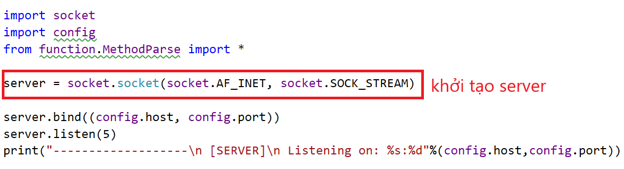 import socket
import config
from function.MethodParse import *
server = socket.socket(socket.AF_INET, socket.SOCK_STREAM) khởi tạo server
server.bind((config.host, config.port))
server.listen(5)
print("-------------------\n [SERVER]\n Listening on: %s:%d"%(config.host,config.port))